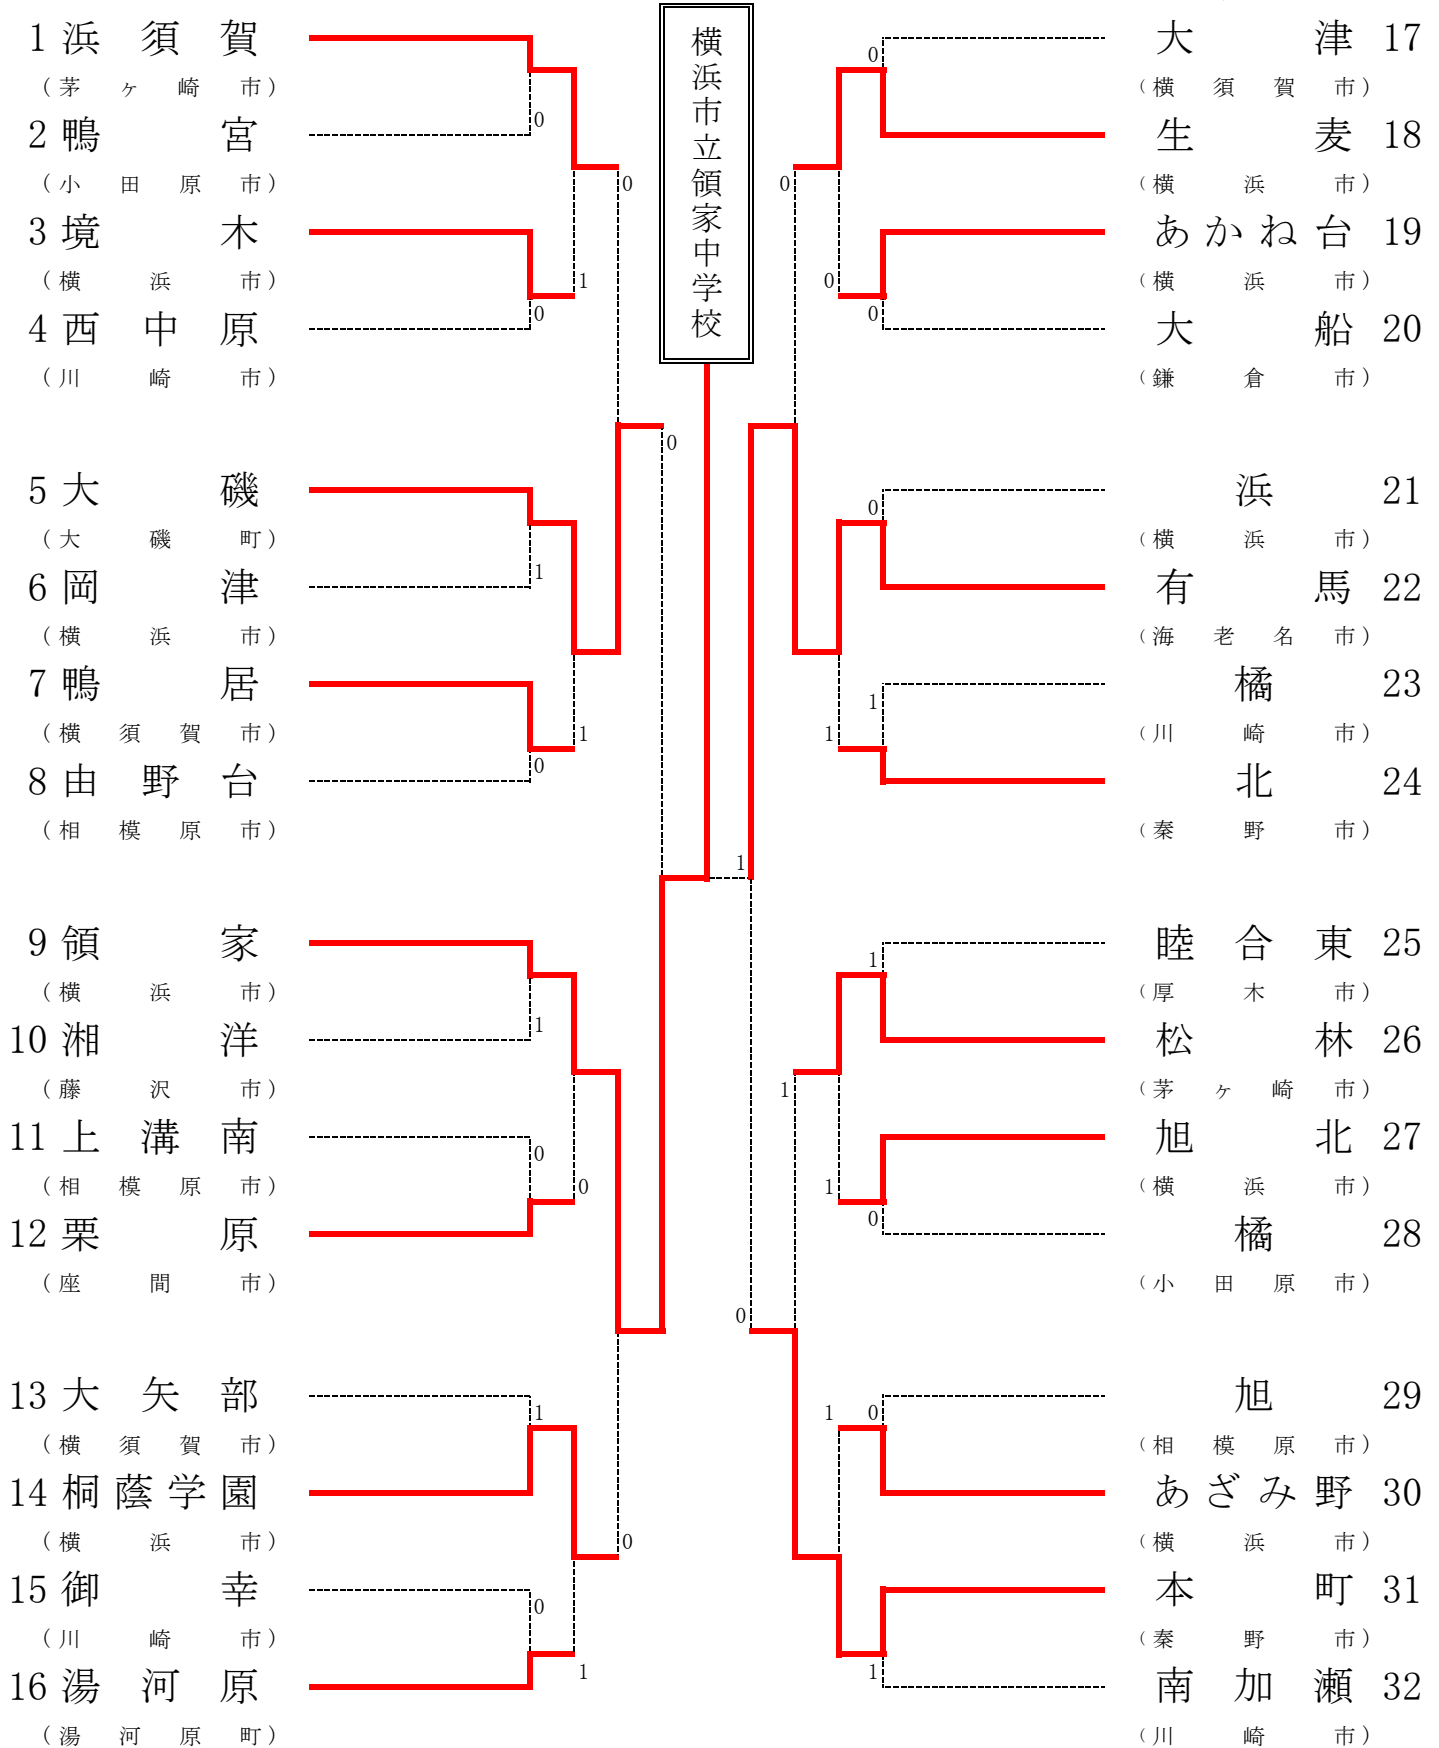 横浜市立領家中学校
1 浜須賀
(茅ヶ崎市)
0
2 鴨宮
(小田原市)
0
3 境木
(横浜市)
1
0
4 西中原
(川崎市)
0
5 大磯
(大磯町)
1
6 岡津
(横浜市)
7 鴨居
(横須賀市)
1
0
8 由野台
(相模原市)
9 領家
(横浜市)
1
10 湘洋
(藤沢市)
11 上溝南
0
(相模原市)
0
12 栗原
(座間市)
13 大矢部
1
(横須賀市)
14 桐蔭学園
(横浜市)
0
15 御幸
0
(川崎市)
1
16 湯河原
(湯河原町)
大津 17
0
(横須賀市)
生麦 18
(横浜市)
0
あかね台 19
(横浜市)
0
0
大船 20
(鎌倉市)
浜 21
0
(横浜市)
有馬 22
(海老名市)
橘 23
1
(川崎市)
1
北 24
(秦野市)
1
睦合東 25
1
(厚木市)
松林 26
(茅ヶ崎市)
1
旭北 27
(横浜市)
1
0
橘 28
(小田原市)
0
旭 29
1 0
(相模原市)
あざみ野 30
(横浜市)
本町 31
(秦野市)
1
南加瀬 32
(川崎市)